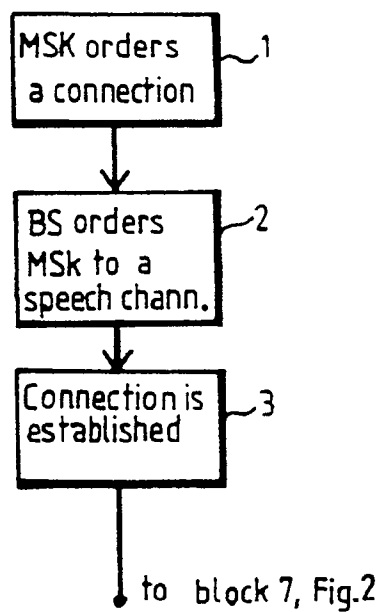 MSK orders
a connection
1
BS orders
MSk to a
speech chann.
2
Connection is
established
3
to block 7, Fig.2